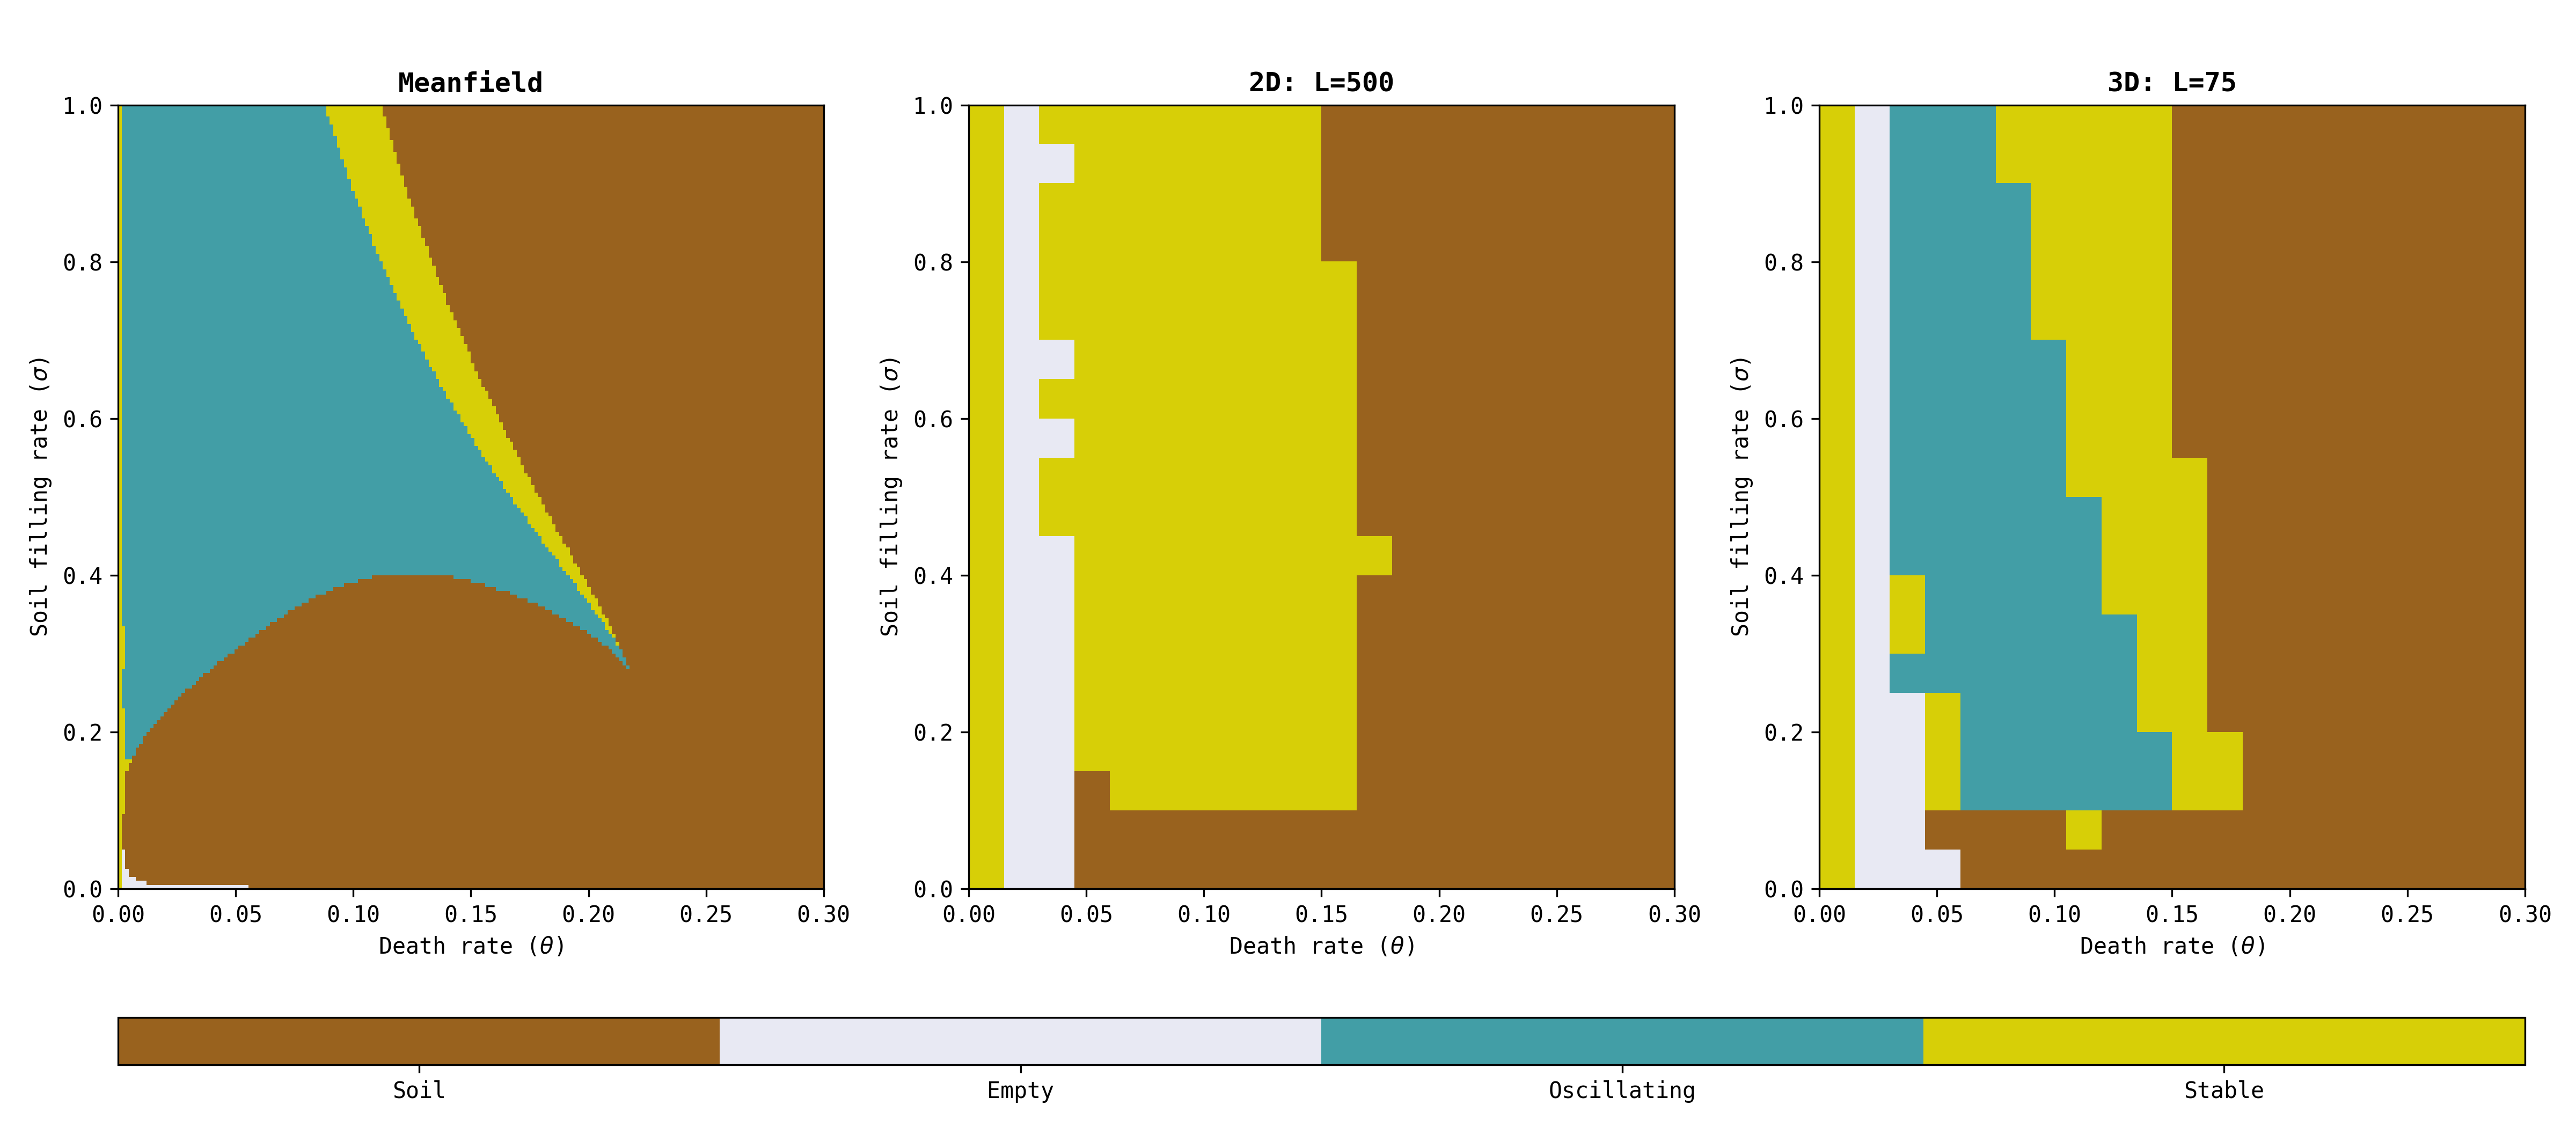 Meanfield
2D: L=500
3D: L=75
1.0
0.8
0.6
0.4
0.2
0.0
Soil filling rate (σ)
0.00 0.05 0.10 0.15 0.20 0.25 0.30
Death rate (θ)
1.0
0.8
0.6
0.4
0.2
0.0
Soil filling rate (σ)
0.00 0.05 0.10 0.15 0.20 0.25 0.30
Death rate (θ)
1.0
0.8
0.6
0.4
0.2
0.0
Soil filling rate (σ)
0.00 0.05 0.10 0.15 0.20 0.25 0.30
Death rate (θ)
Soil Empty Oscillating Stable